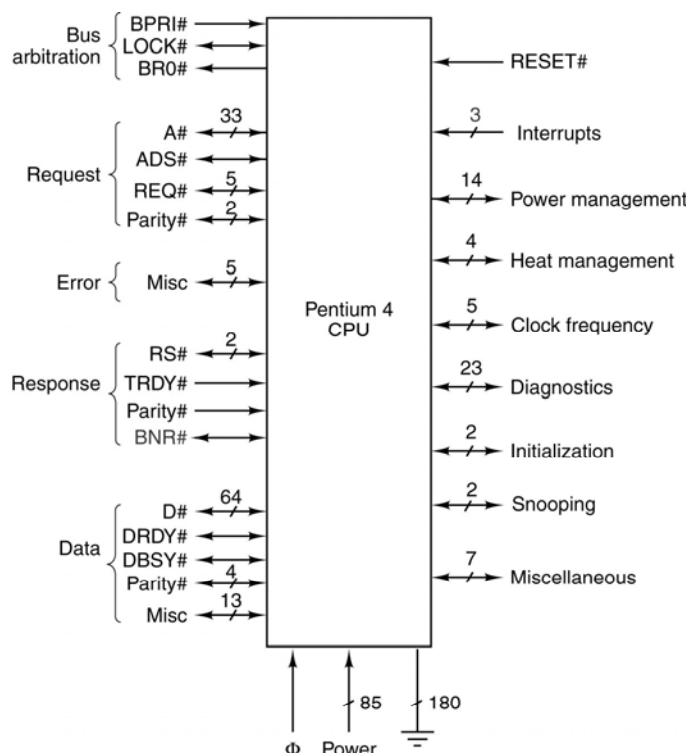 Bus
arbitration
BPRI#
LOCK#
BR0#
RESET#
Request
A#
33
ADS#
REQ#
5
Parity#
2
Error
Misc
5
Response
RS#
2
TRDY#
Parity#
BNR#
Data
D#
64
DRDY#
DBSY#
Parity#
4
Misc
13
Pentium 4
CPU
3
Interrupts
14
Power management
4
Heat management
5
Clock frequency
23
Diagnostics
2
Initialization
2
Snooping
7
Miscellaneous
85
180
Φ
Power